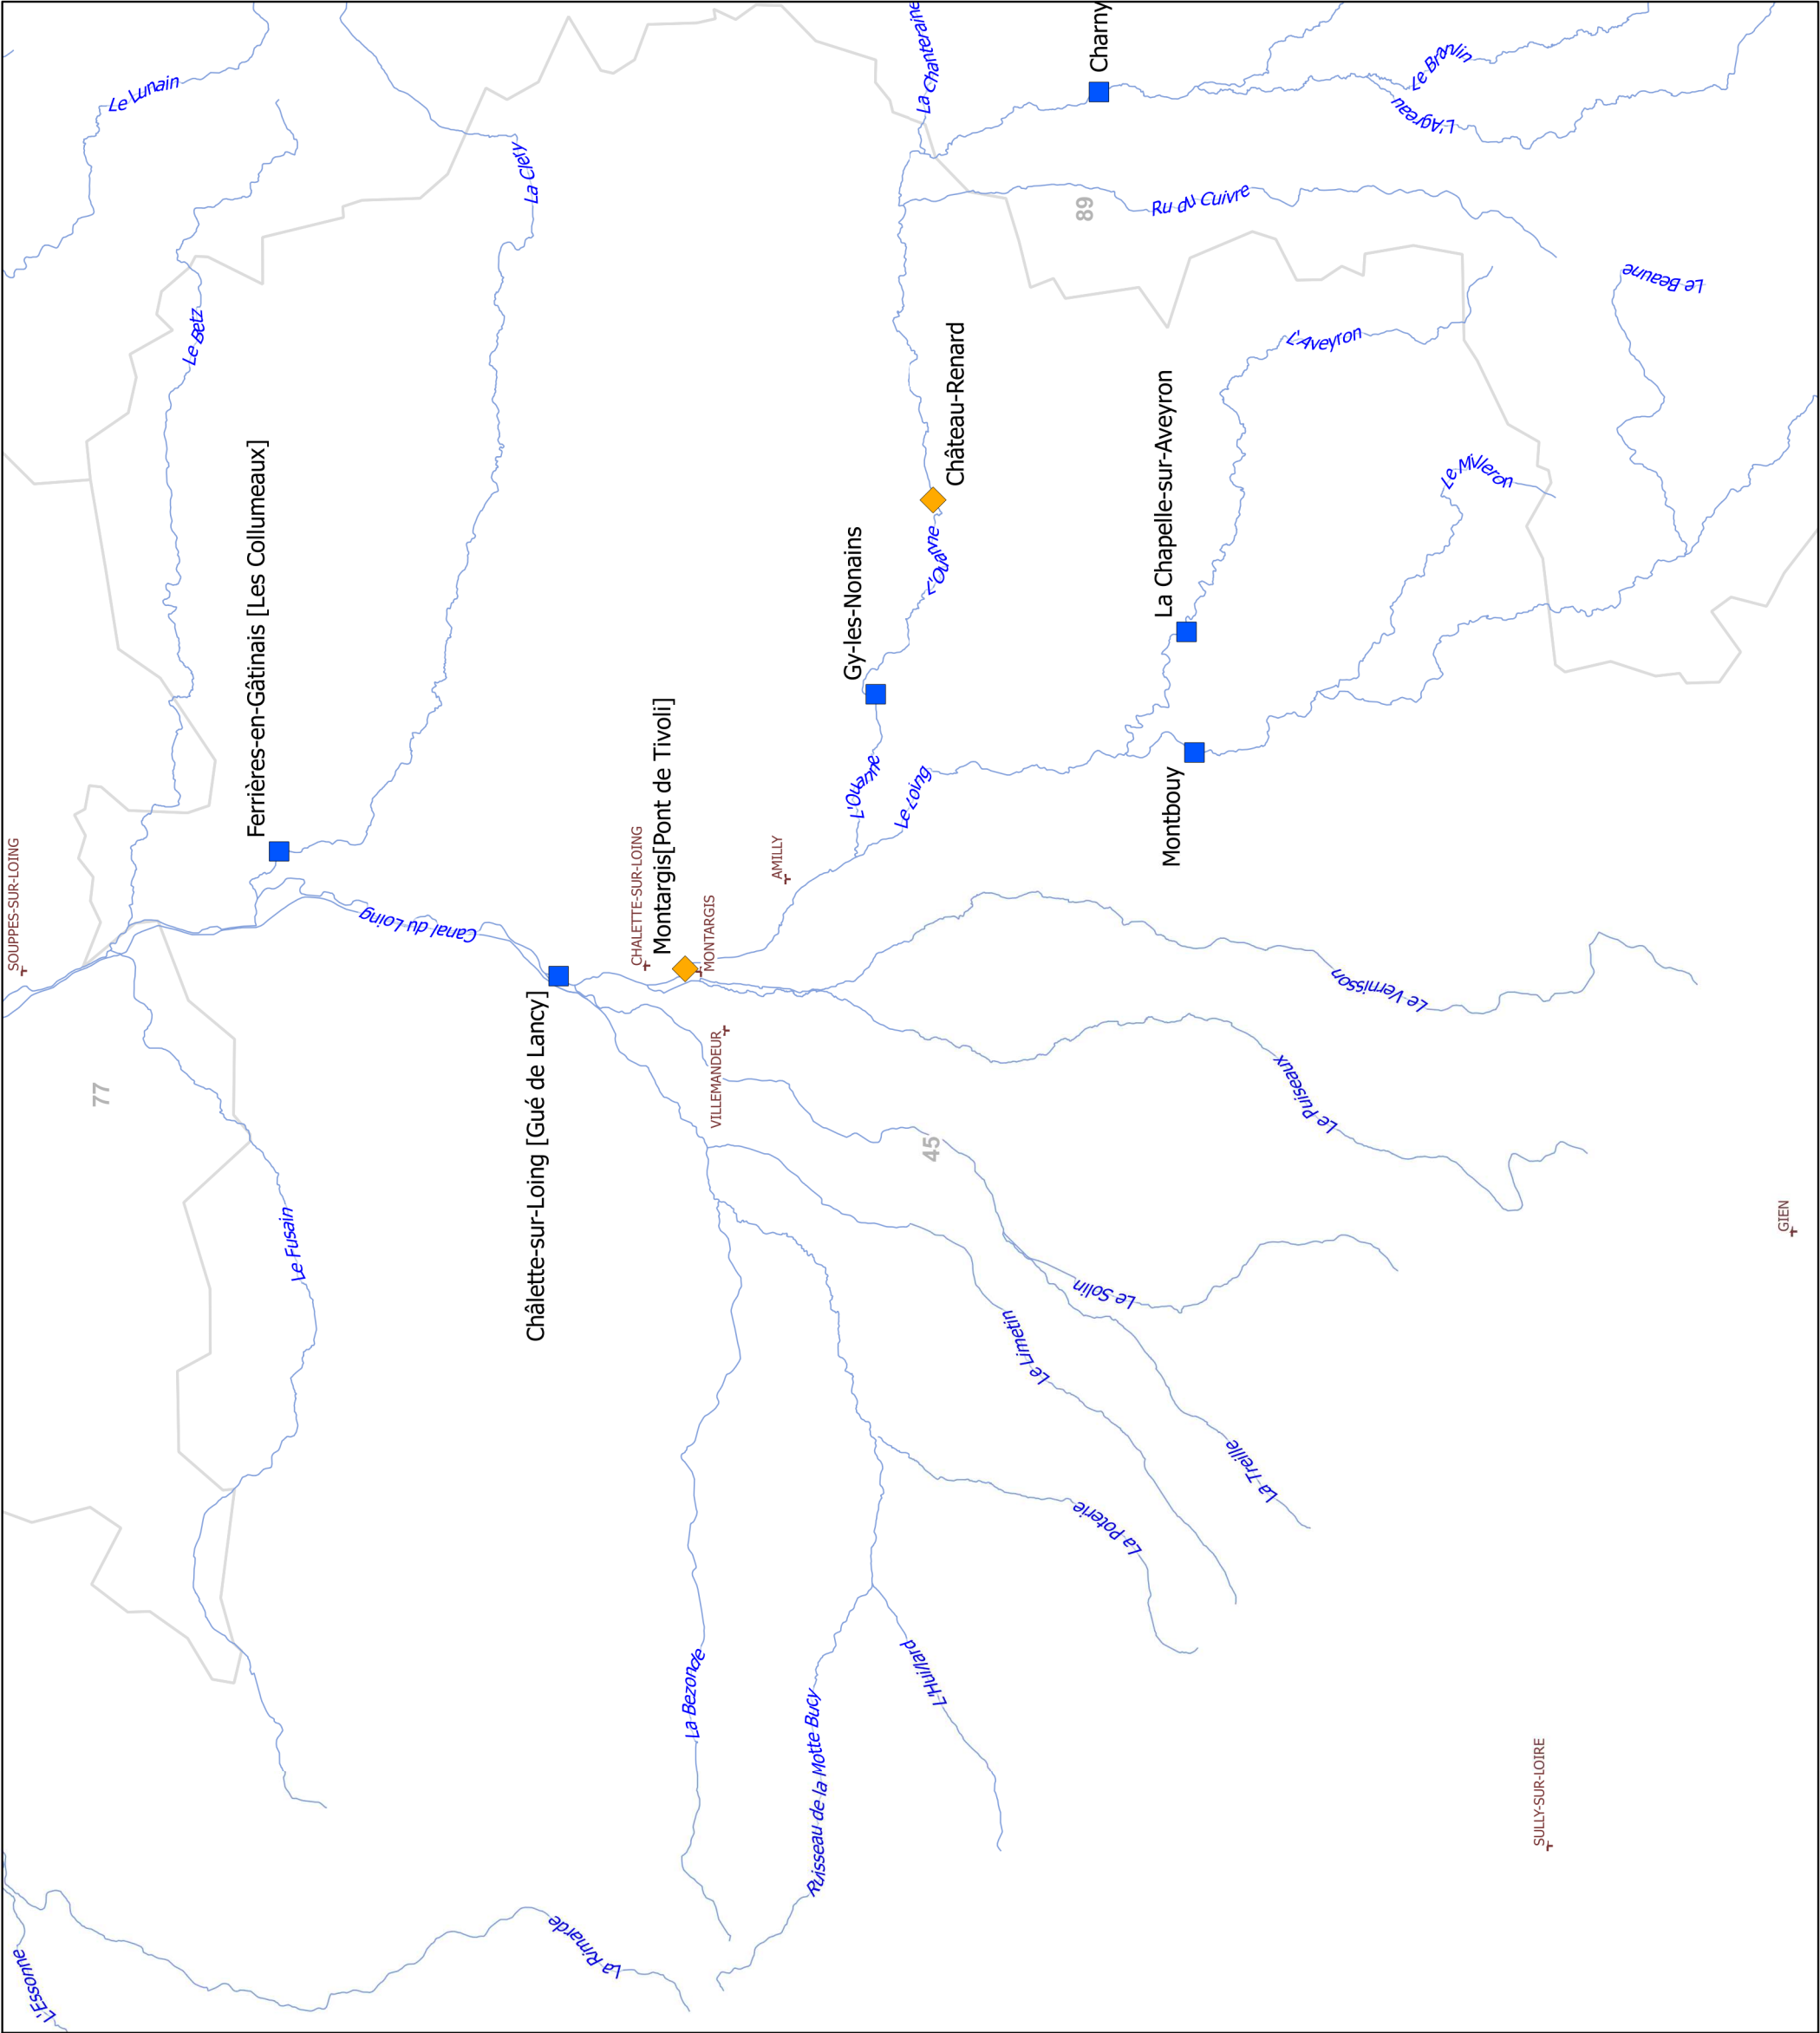 SOUPPES-SUR-LOING
L'Essonne
77
Le Lunain
Le Betz
Ferrières-en-Gâtinais [Les Collumeaux]
Le Fusain
Canal du Loing
La Clery
Châlette-sur-Loing [Gué de Lancy]
La Rimarde
CHALETTE-SUR-LOING
Montargis[Pont de Tivoli]
La Bezonde
MONTARGIS
VILLEMANDEUR
AMILLY
Ruisseau de la Motte Bucy
Gy-les-Nonains
L'Ouanne
Le Loing
L'Huillard
La Chanteraine
45
L'Ouanne
Château-Renard
Le Limetin
89
Charny
Le Solin
La Poterie
La Chapelle-sur-Aveyron
Montbouy
Ru du Cuivre
La Treille
Le Puiseaux
L'Aveyron
Le Vernisson
L'Agreau
Le Branlin
Le Milleron
SULLY-SUR-LOIRE
Le Beaune
GIEN